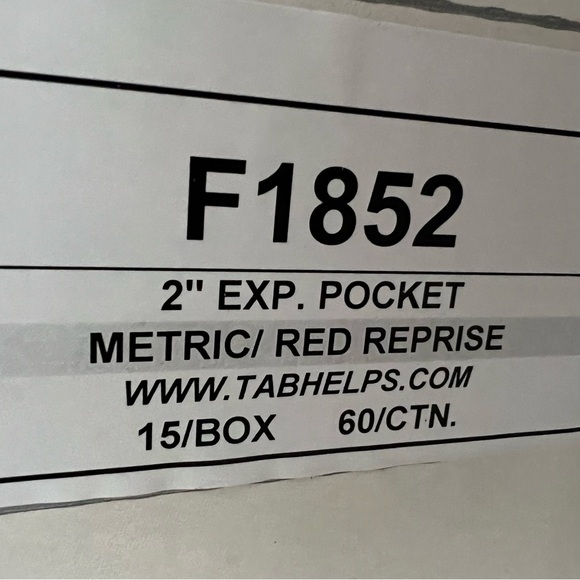 F1852
2" EXP. POCKET
METRIC/ RED REPRISE
WWW.TABHELPS.COM
15/BOX 60/CTN.